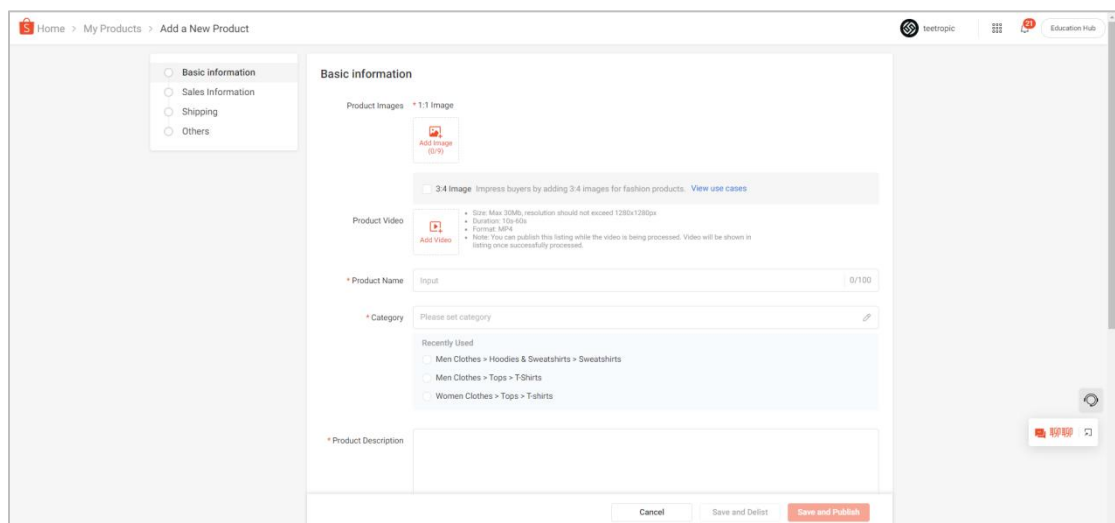 Home > My Products > Add a New Product
teetropic
21
Education Hub
Basic information
Sales Information
Shipping
Others
Basic information
Product Images * 1:1 Image
Add Image
(0/9)
3:4 Image Impress buyers by adding 3:4 images for fashion products. View use cases
Product Video
Add Video
• Size: Max 30Mb, resolution should not exceed 1280x1280px
• Duration: 10s-60s
• Format: MP4
• Note: You can publish this listing while the video is being processed. Video will be shown in
listing once successfully processed.
* Product Name Input 0/100
* Category Please set category
Recently Used
Men Clothes > Hoodies & Sweatshirts > Sweatshirts
Men Clothes > Tops > T-Shirts
Women Clothes > Tops > T-shirts
聊聊
* Product Description
Cancel Save and Delist Save and Publish